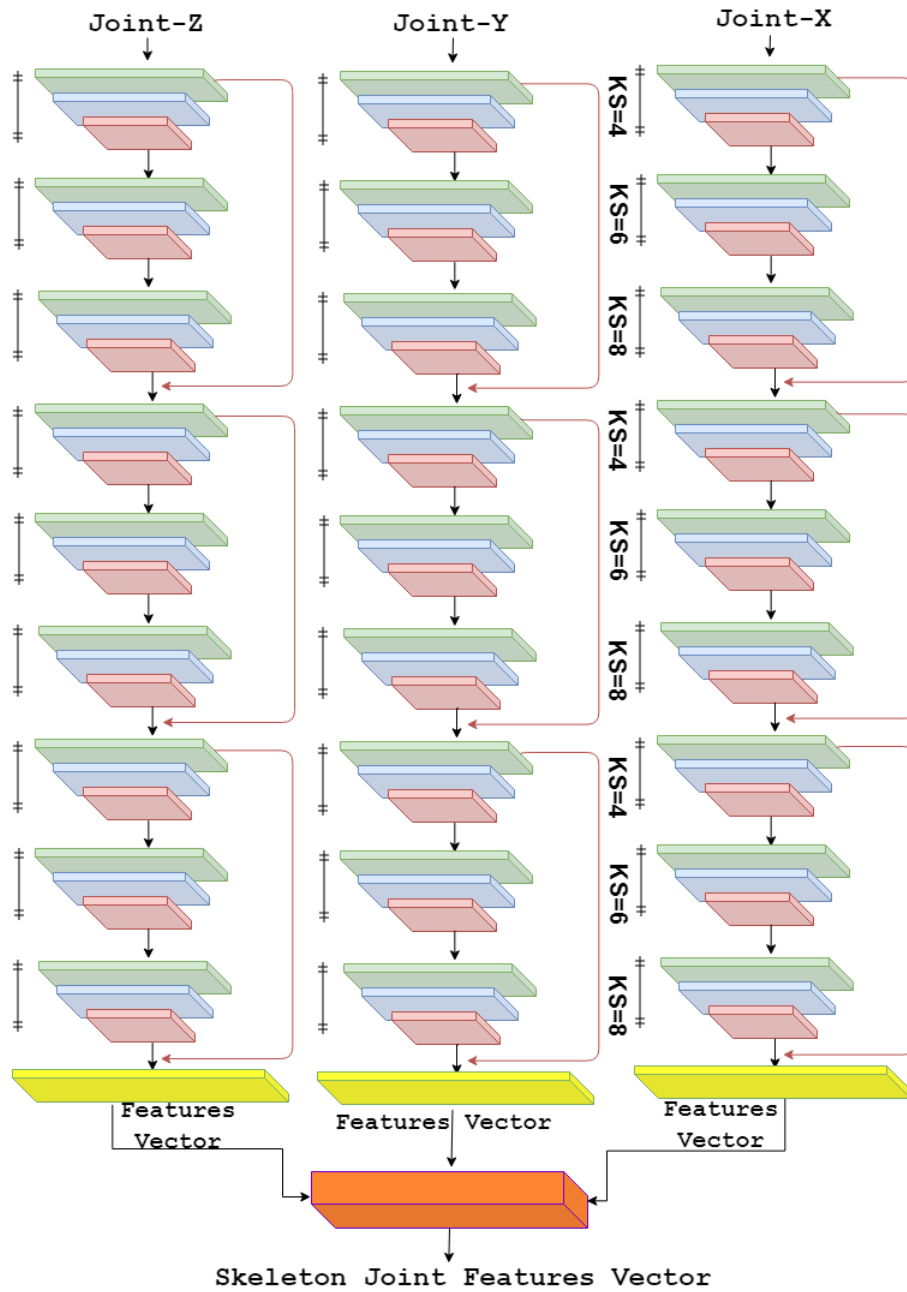 Joint-Z
Joint-Y
Joint-X
KS=4
KS=6
KS=8
KS=4
KS=6
KS=8
KS=4
KS=6
KS=8
Features
Vector
Features Vector
Features
Vector
Skeleton Joint Features Vector